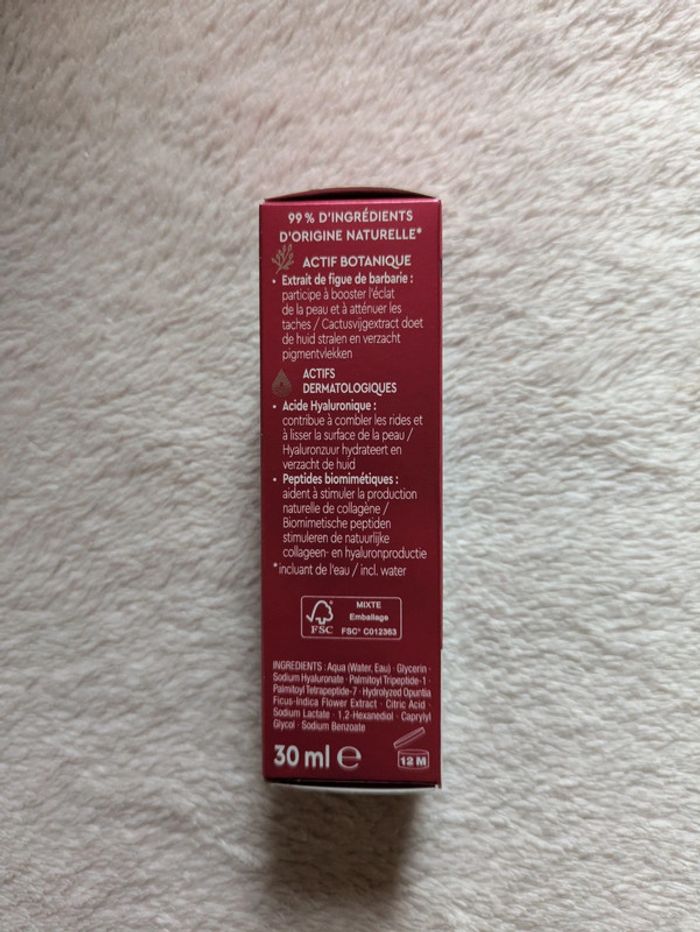 99 % D'INGRÉDIENTS
D'ORIGINE NATURELLE*
ACTIF BOTANIQUE
• Extrait de figue de barbarie :
participe à booster l'éclat
de la peau et à atténuer les
taches / Cactusvijgextract doet
de huid stralen en verzacht
pigmentvlekken
ACTIFS
DERMATOLOGIQUES
• Acide Hyaluronique :
contribue à combler les rides et
à lisser la surface de la peau /
Hyaluronzuur hydrateert en
verzacht de huid
• Peptides biomimétiques :
aident à stimuler la production
naturelle de collagène /
Biomimetische peptiden
stimuleren de natuurlijke
collageen- en hyaluronproductie
*incluant de l'eau / incl. water
FSC
MIXTE
Emballage
FSC® C012363
INGREDIENTS : Aqua (Water, Eau) · Glycerin ·
Sodium Hyaluronate · Palmitoyl Tripeptide-1 ·
Palmitoyl Tetrapeptide-7 · Hydrolyzed Opuntia
Ficus-Indica Flower Extract · Citric Acid ·
Sodium Lactate · 1,2-Hexanediol · Caprylyl
Glycol · Sodium Benzoate
30 ml e
12 M